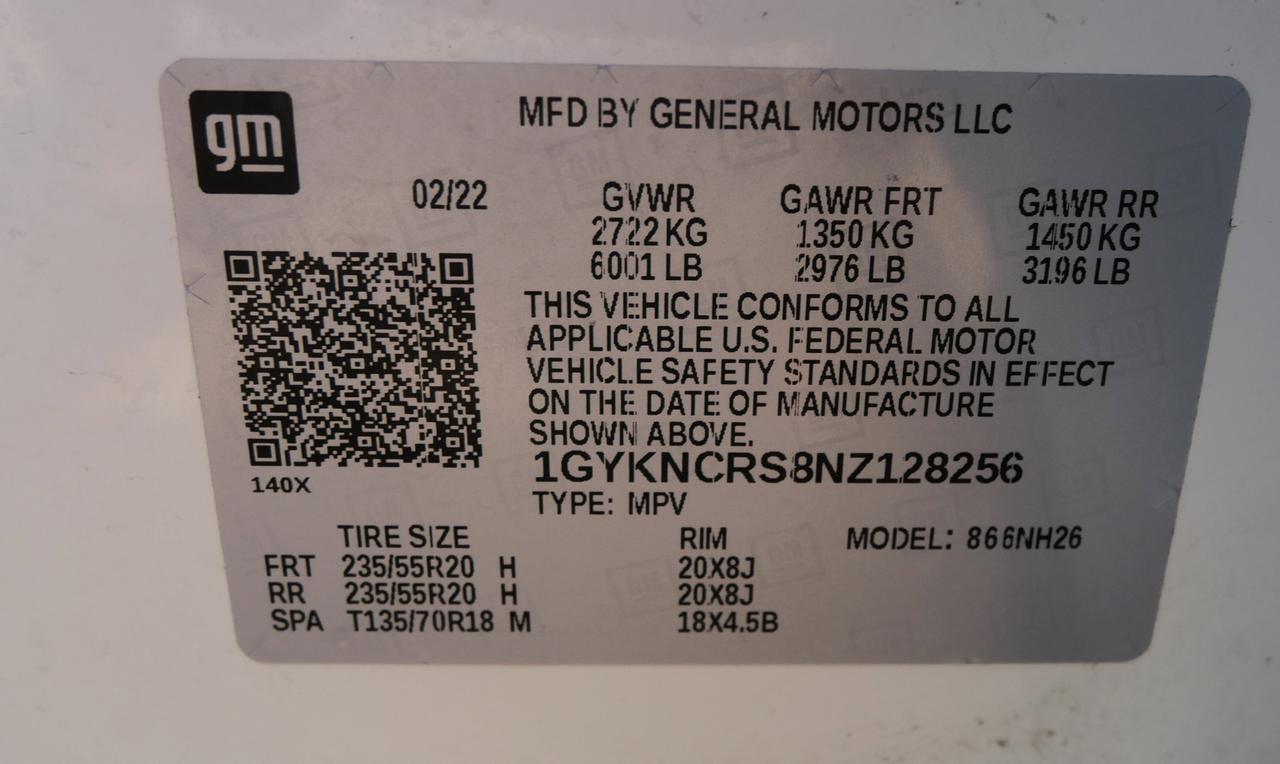 gm
MFD BY GENERAL MOTORS LLC
02/22 GVWR GAWR FRT GAWR RR
2722 KG 1350 KG 1450 KG
6001 LB 2976 LB 3196 LB
THIS VEHICLE CONFORMS TO ALL
APPLICABLE U.S. FEDERAL MOTOR
VEHICLE SAFETY STANDARDS IN EFFECT
ON THE DATE OF MANUFACTURE
SHOWN ABOVE.
1GYKNCRS8NZ128256
140X
TYPE: MPV
TIRE SIZE RIM MODEL: 866NH26
FRT 235/55R20 H 20X8J
RR 235/55R20 H 20X8J
SPA T135/70R18 M 18X4.5B